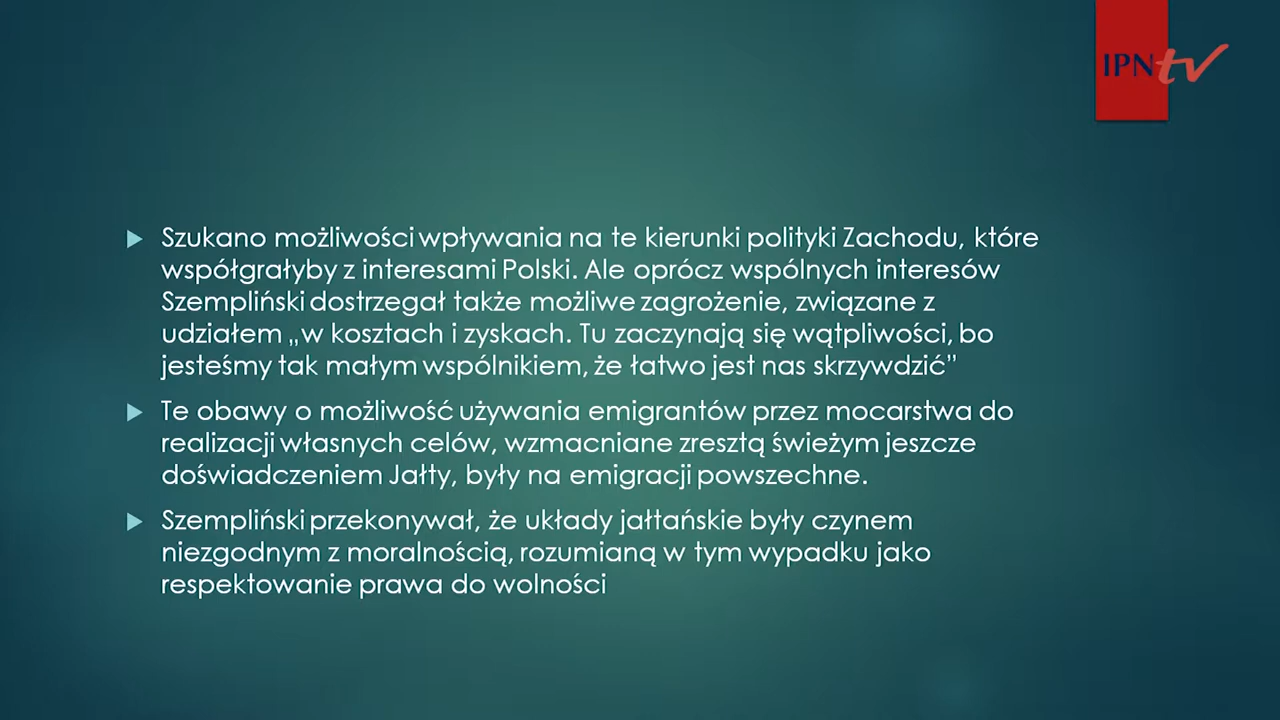 IPNtv
Szukano możliwości wpływania na te kierunki polityki Zachodu, które
współgrałyby z interesami Polski. Ale oprócz wspólnych interesów
Szempliński dostrzegał także możliwe zagrożenie, związane z
udziałem „w kosztach i zyskach. Tu zaczynają się wątpliwości, bo
jesteśmy tak małym wspólnikiem, że łatwo jest nas skrzywdzić”
Te obawy o możliwość używania emigrantów przez mocarstwa do
realizacji własnych celów, wzmacniane zresztą świeżym jeszcze
doświadczeniem Jałty, były na emigracji powszechne.
Szempliński przekonywał, że układy jałtańskie były czynem
niezgodnym z moralnością, rozumianą w tym wypadku jako
respektowanie prawa do wolności